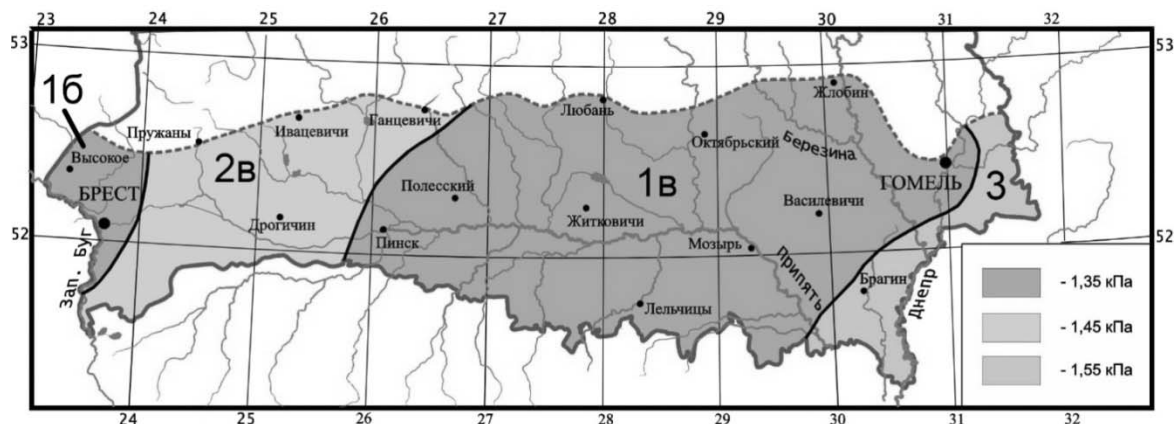 23 24 25 26 27 28 29 30 31 32
53 53
1б
Высокое
Пружаны
Ивацевичи
Ганцевичи
Любань
Жлобин
Октябрьский
Березина
БРЕСТ
2в
Полесский
1в
ГОМЕЛЬ
3
Дрогичин
Пинск
Житковичи
Василевичи
Мозырь
52 52
Зап. Буг
Припять
Брагин
Днепр
Лельчицы
- 1,35 кПа
- 1,45 кПа
- 1,55 кПа
24 25 26 27 28 29 30 31 32